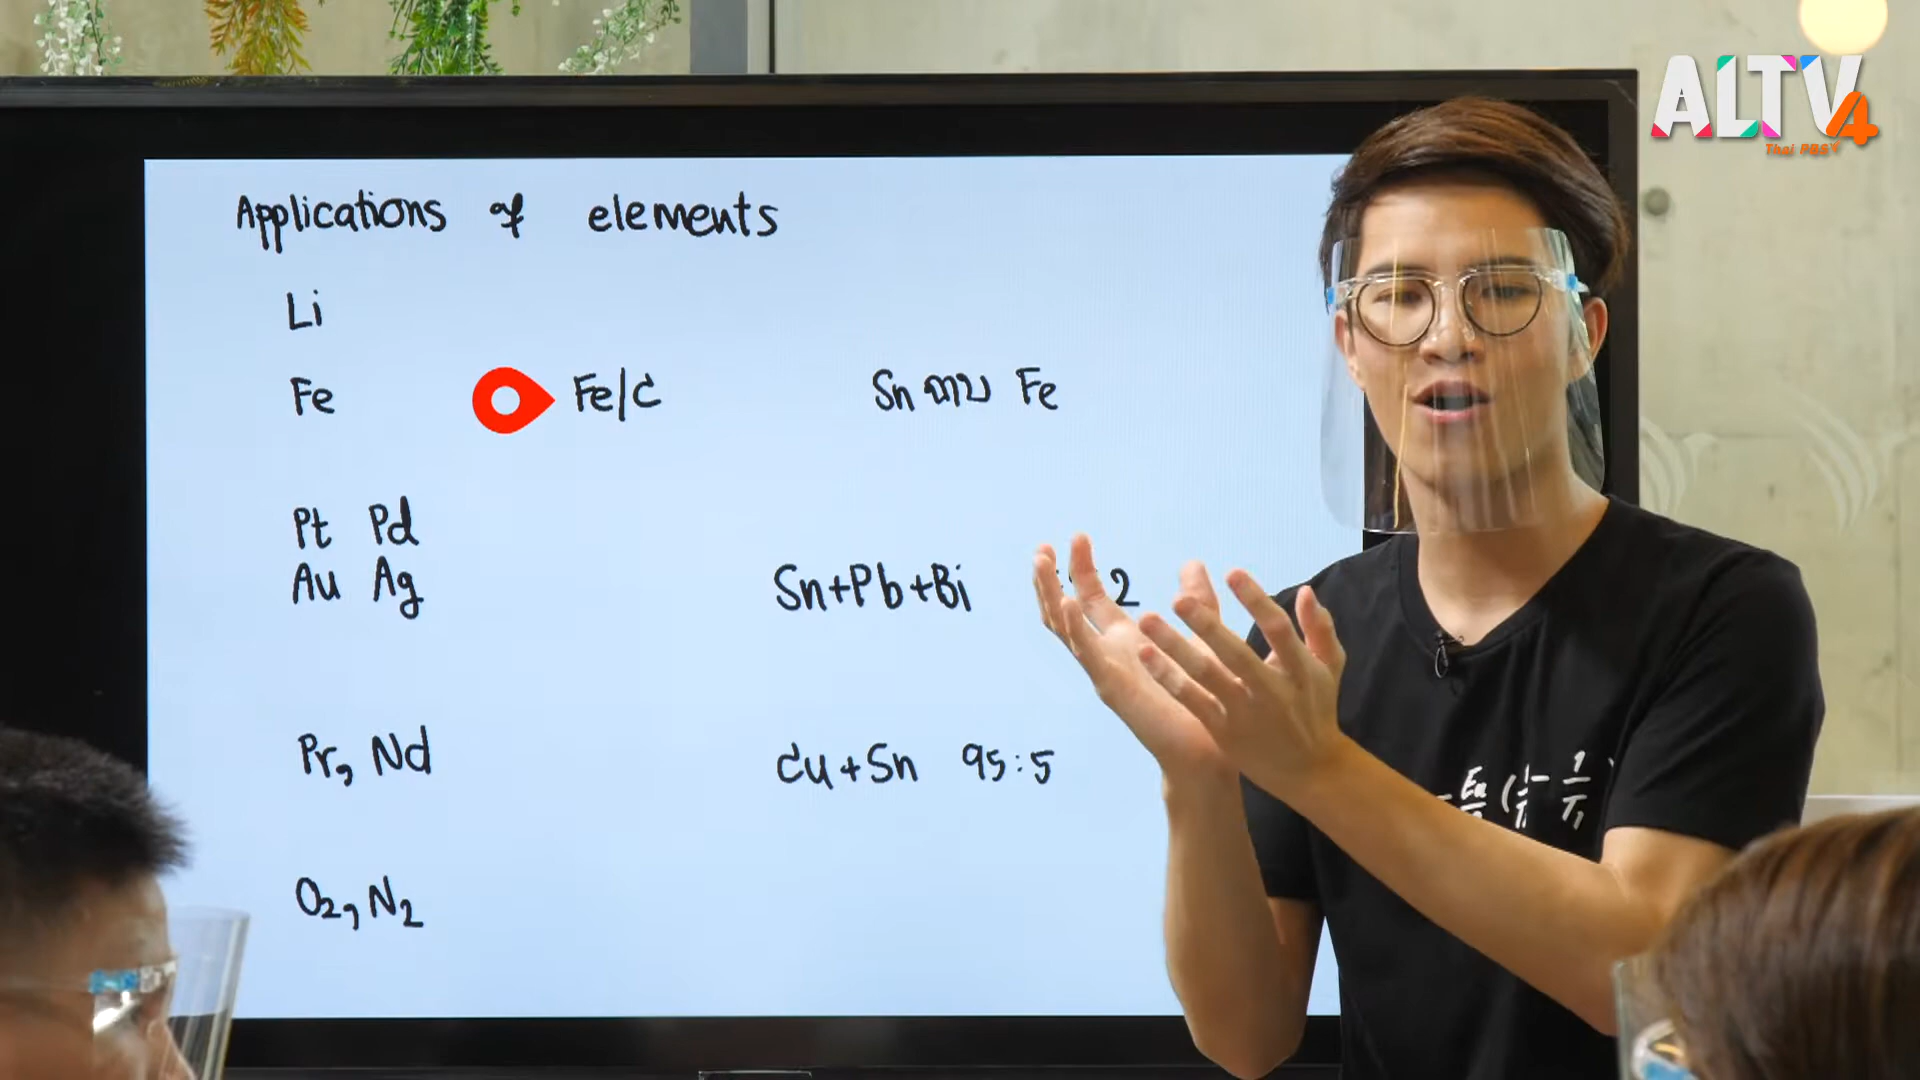 ALTV4
Thai PBS
Applications of elements
Li
Fe Fe/C Sn ฉาบ Fe
Pt Pd
Au Ag
Sn+Pb+Bi 2
Pr, Nd
Cu+Sn 95:5
O2, N2